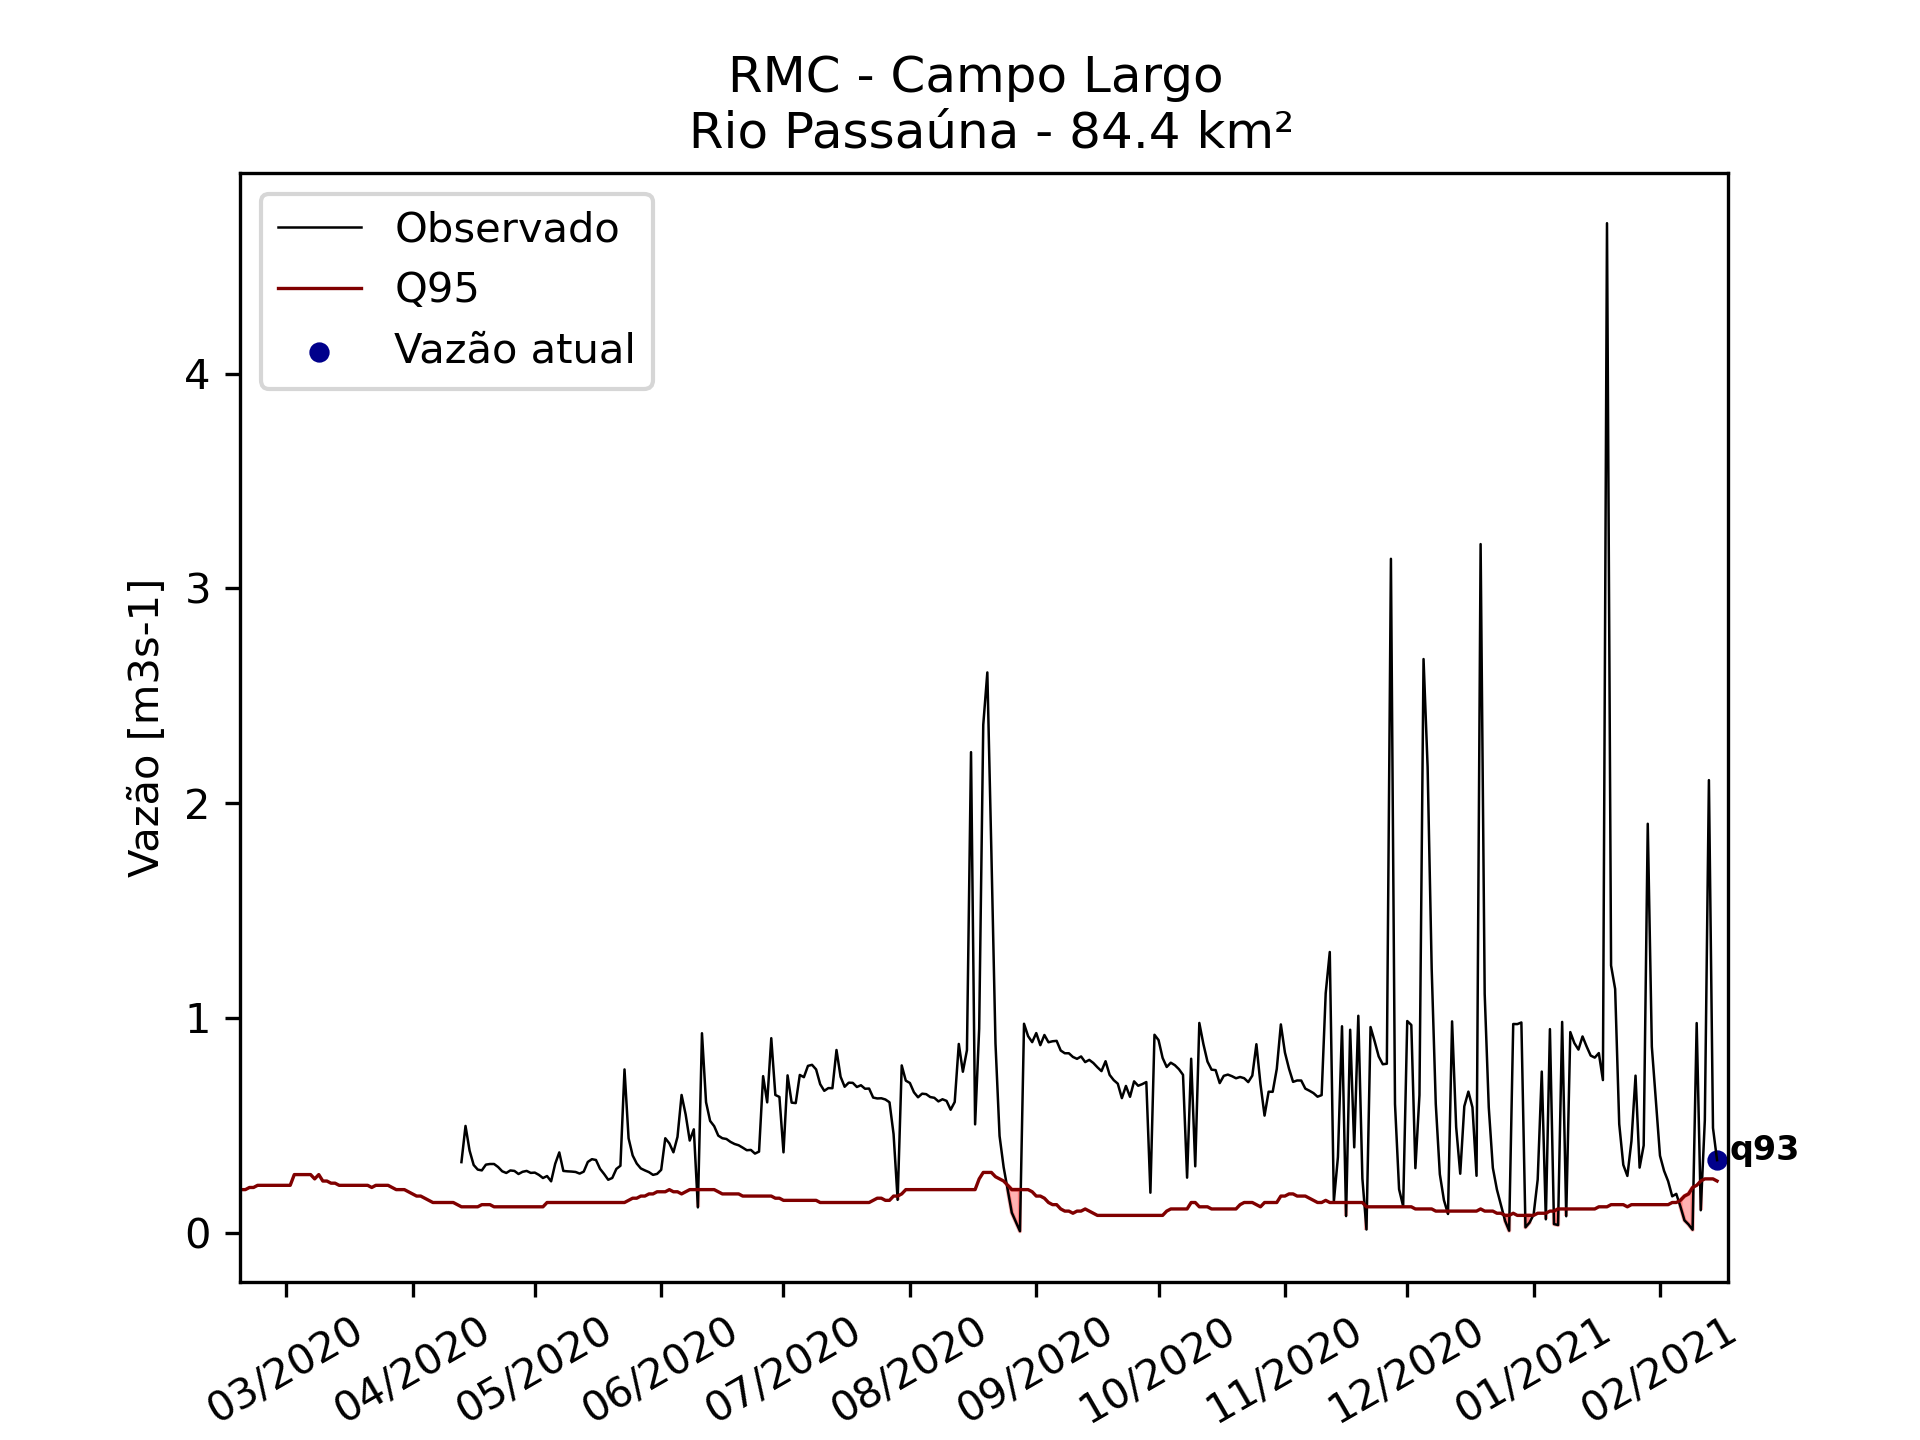 RMC - Campo Largo
Rio Passaúna - 84.4 km²
Observado
Q95
Vazão atual
Vazão [m3s-1]
4
3
2
1
0
q93
03/2020
04/2020
05/2020
06/2020
07/2020
08/2020
09/2020
10/2020
11/2020
12/2020
01/2021
02/2021